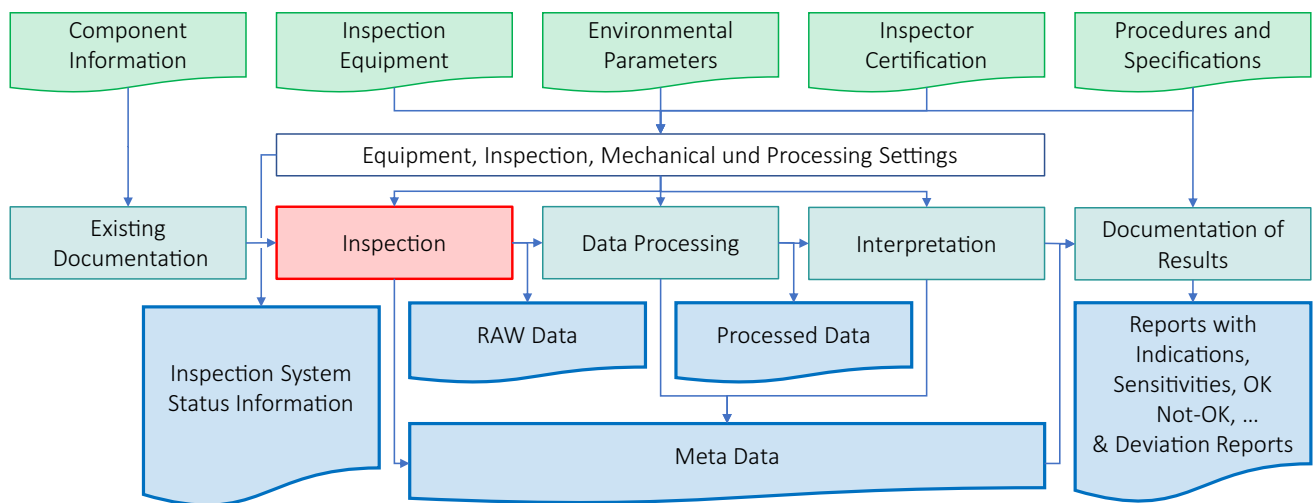 Component
Information
Inspection
Equipment
Environmental
Parameters
Inspector
Certification
Procedures and
Specifications
Equipment, Inspection, Mechanical und Processing Settings
Existing
Documentation
Inspection
Data Processing
Interpretation
Documentation of
Results
Inspection System
Status Information
RAW Data
Processed Data
Meta Data
Reports with
Indications,
Sensitivities, OK
Not-OK, ...
& Deviation Reports